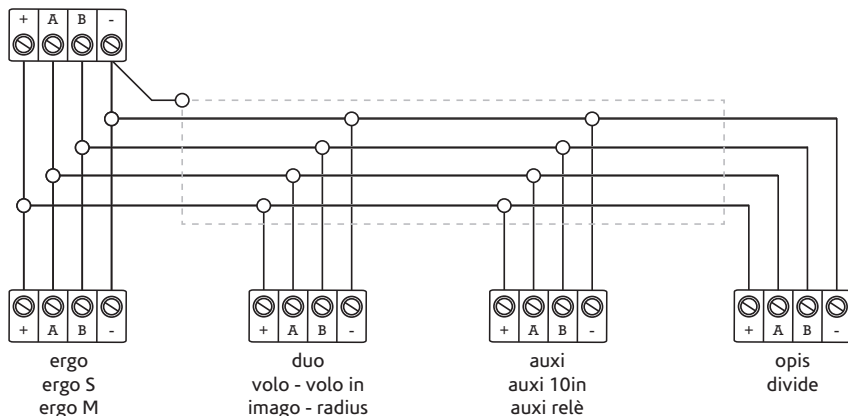 + A B -
+ A B - + A B - + A B - + A B -
ergo duo auxi opis
ergo S volo - volo in auxi 10in divide
ergo M imago - radius auxi relè